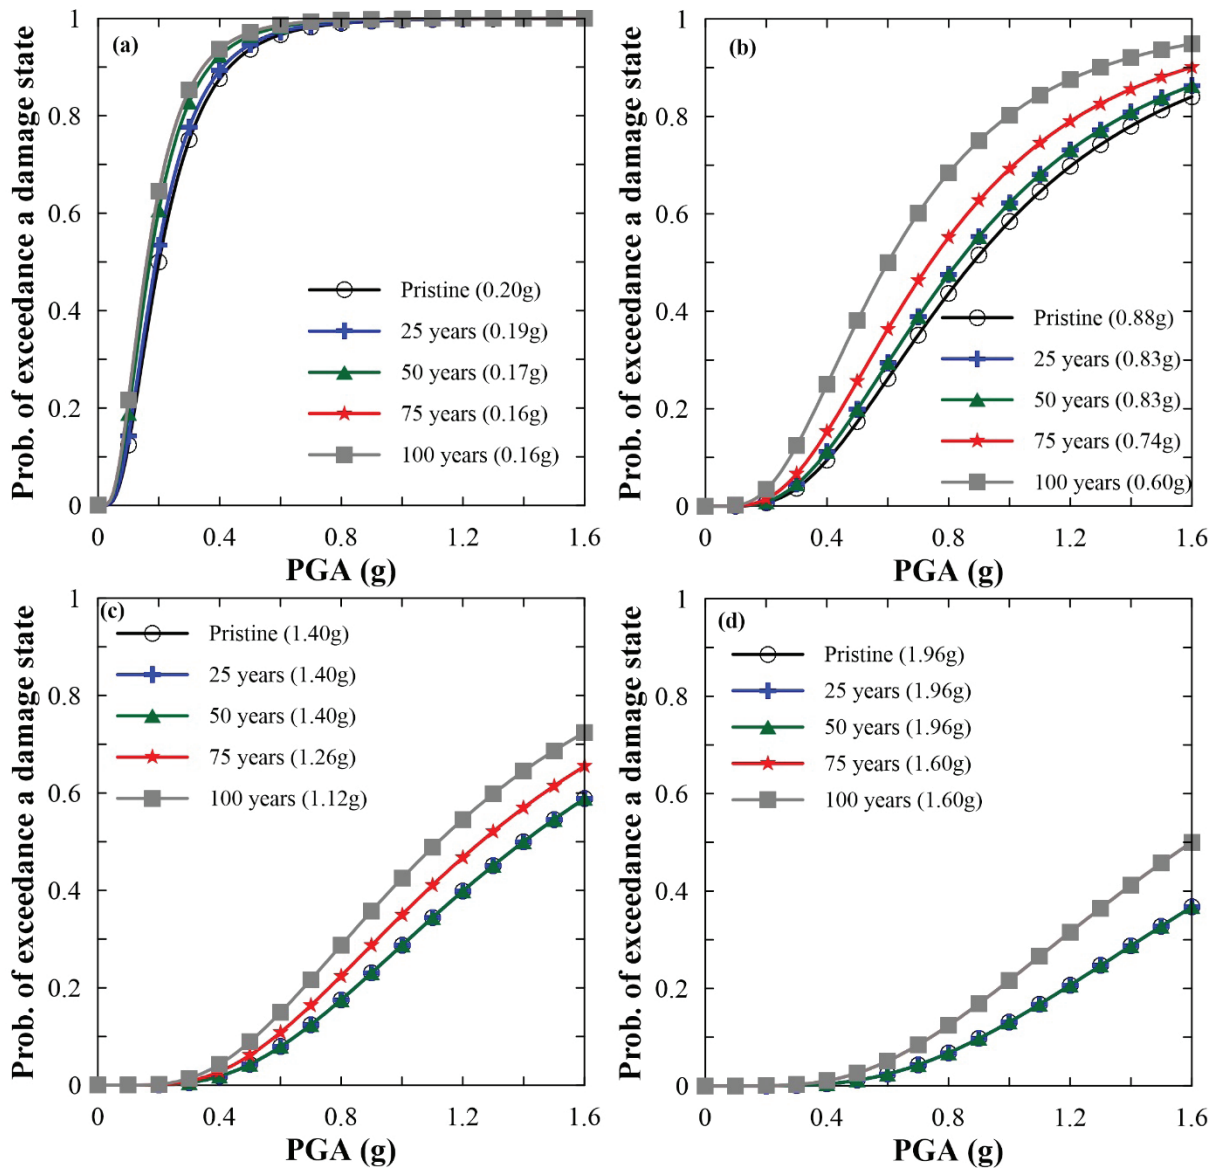 (a)
Prob. of exceedance a damage state
1
0.8
0.6
0.4
0.2
0
Pristine (0.20g)
25 years (0.19g)
50 years (0.17g)
75 years (0.16g)
100 years (0.16g)
0 0.4 0.8 1.2 1.6
PGA (g)
(b)
Prob. of exceedance a damage state
1
0.8
0.6
0.4
0.2
0
Pristine (0.88g)
25 years (0.83g)
50 years (0.83g)
75 years (0.74g)
100 years (0.60g)
0 0.4 0.8 1.2 1.6
PGA (g)
(c)
Prob. of exceedance a damage state
1
0.8
0.6
0.4
0.2
0
Pristine (1.40g)
25 years (1.40g)
50 years (1.40g)
75 years (1.26g)
100 years (1.12g)
0 0.4 0.8 1.2 1.6
PGA (g)
(d)
Prob. of exceedance a damage state
1
0.8
0.6
0.4
0.2
0
Pristine (1.96g)
25 years (1.96g)
50 years (1.96g)
75 years (1.60g)
100 years (1.60g)
0 0.4 0.8 1.2 1.6
PGA (g)